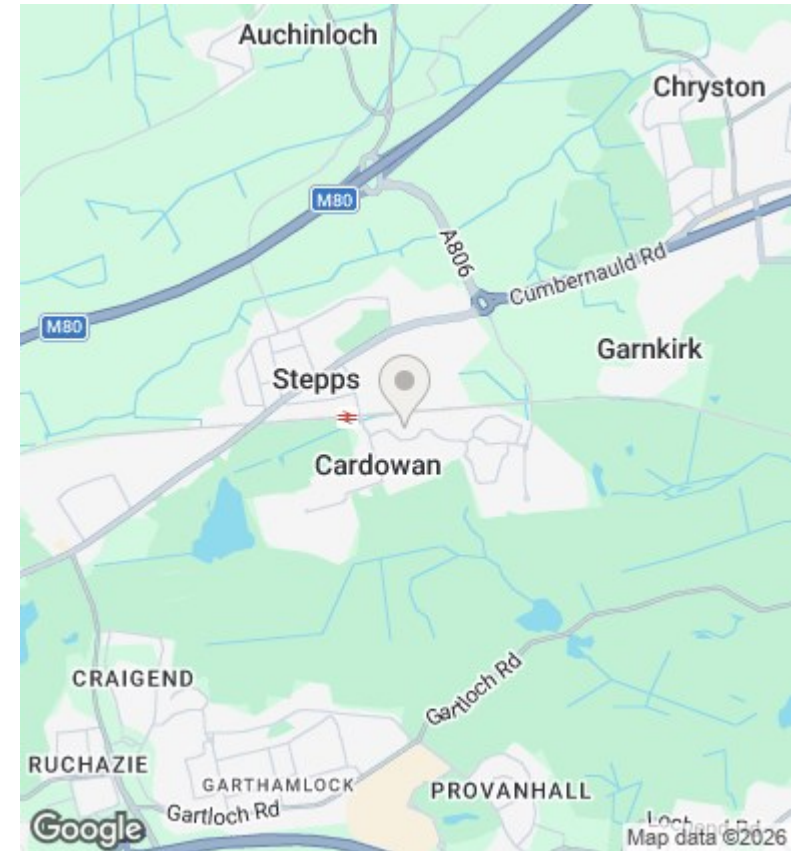 Auchinloch
Chryston
M80
A806
Cumbernauld Rd
M80
Garnkirk
Stepps
Cardowan
CRAIGEND
Gartloch Rd
RUCHAZIE
GARTHAMLOCK
PROVANHALL
Gartloch Rd
Rd
Google
Map data ©2026